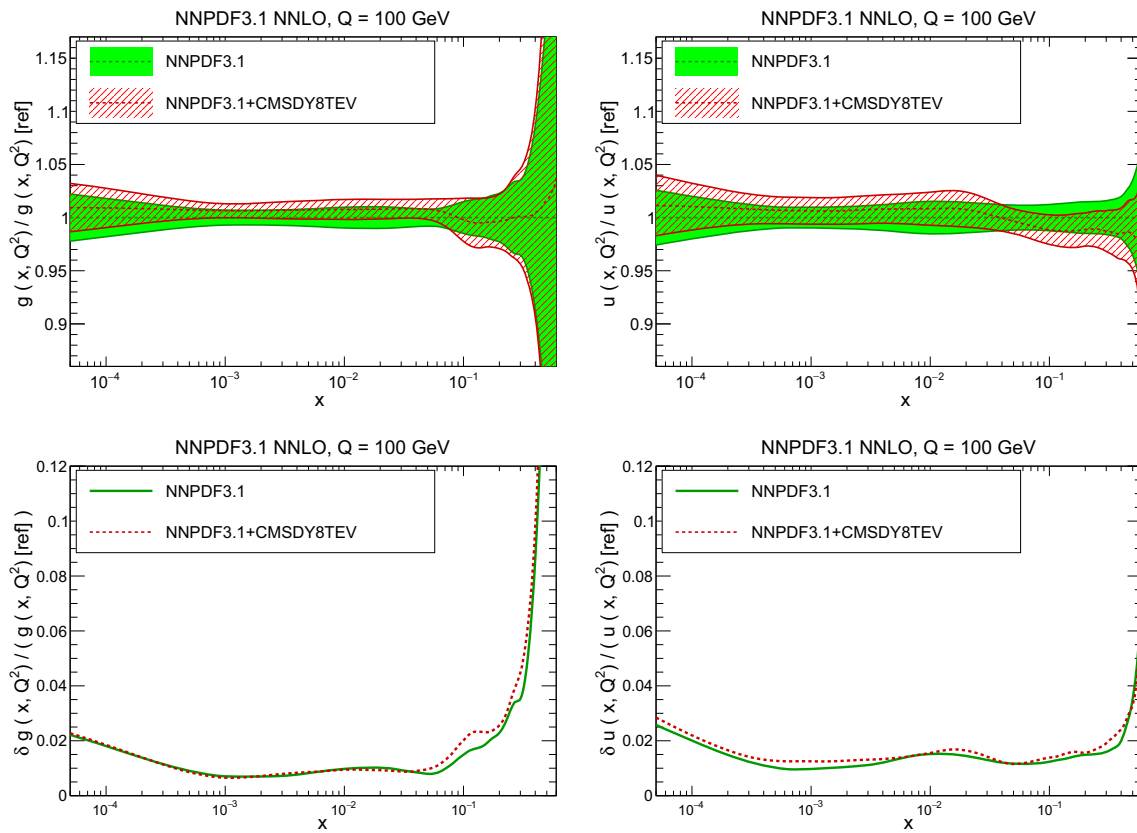 NNPDF3.1 NNLO, Q = 100 GeV
g ( x, Q²) / g ( x, Q²) [ref]
1.15
1.1
1.05
1
0.95
0.9
NNPDF3.1
NNPDF3.1+CMSDY8TEV
10⁻⁴
10⁻³
10⁻²
10⁻¹
x
NNPDF3.1 NNLO, Q = 100 GeV
u ( x, Q²) / u ( x, Q²) [ref]
1.15
1.1
1.05
1
0.95
0.9
NNPDF3.1
NNPDF3.1+CMSDY8TEV
10⁻⁴
10⁻³
10⁻²
10⁻¹
x
NNPDF3.1 NNLO, Q = 100 GeV
δ g ( x, Q²) / ( g ( x, Q²) [ref] )
0.12
0.1
0.08
0.06
0.04
0.02
0
NNPDF3.1
NNPDF3.1+CMSDY8TEV
10⁻⁴
10⁻³
10⁻²
10⁻¹
x
NNPDF3.1 NNLO, Q = 100 GeV
δ u ( x, Q²) / ( u ( x, Q²) [ref] )
0.12
0.1
0.08
0.06
0.04
0.02
0
NNPDF3.1
NNPDF3.1+CMSDY8TEV
10⁻⁴
10⁻³
10⁻²
10⁻¹
x